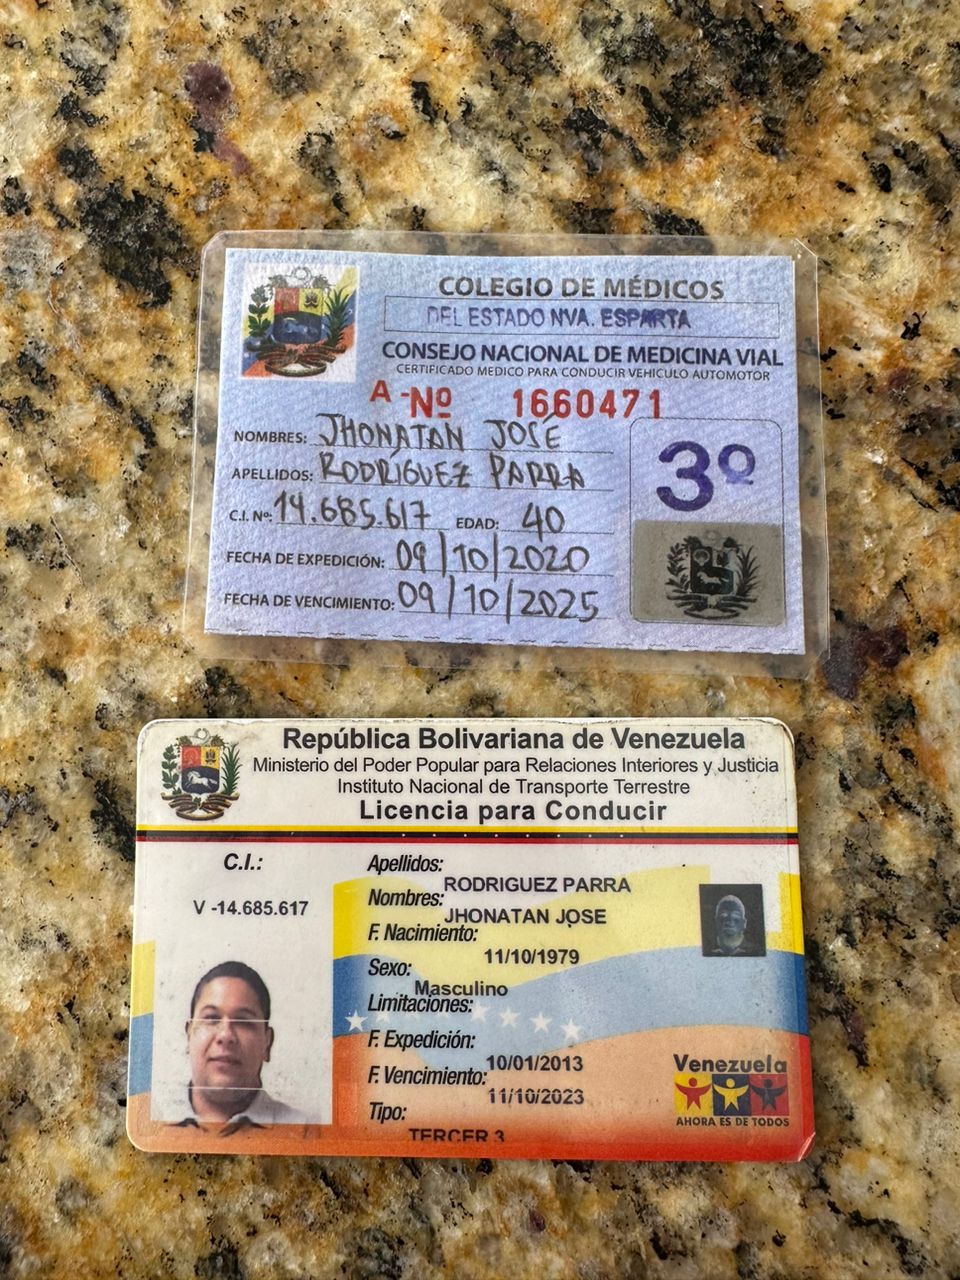 COLEGIO DE MÉDICOS
DEL ESTADO NVA. ESPARTA
CONSEJO NACIONAL DE MEDICINA VIAL
CERTIFICADO MEDICO PARA CONDUCIR VEHICULO AUTOMOTOR
A-Nº 1660471
NOMBRES: JHONATAN JOSÉ
APELLIDOS: RODRÍGUEZ PARRA
3º
C.I. Nº: 14.685.617 EDAD: 40
FECHA DE EXPEDICIÓN: 09/10/2020
FECHA DE VENCIMIENTO: 09/10/2025
República Bolivariana de Venezuela
Ministerio del Poder Popular para Relaciones Interiores y Justicia
Instituto Nacional de Transporte Terrestre
Licencia para Conducir
C.I.:
V -14.685.617
Apellidos:
RODRIGUEZ PARRA
Nombres:
JHONATAN JOSE
F. Nacimiento:
11/10/1979
Sexo:
Masculino
Limitaciones:
F. Expedición:
10/01/2013
F. Vencimiento:
11/10/2023
Tipo:
TERCER 3
Venezuela
AHORA ES DE TODOS